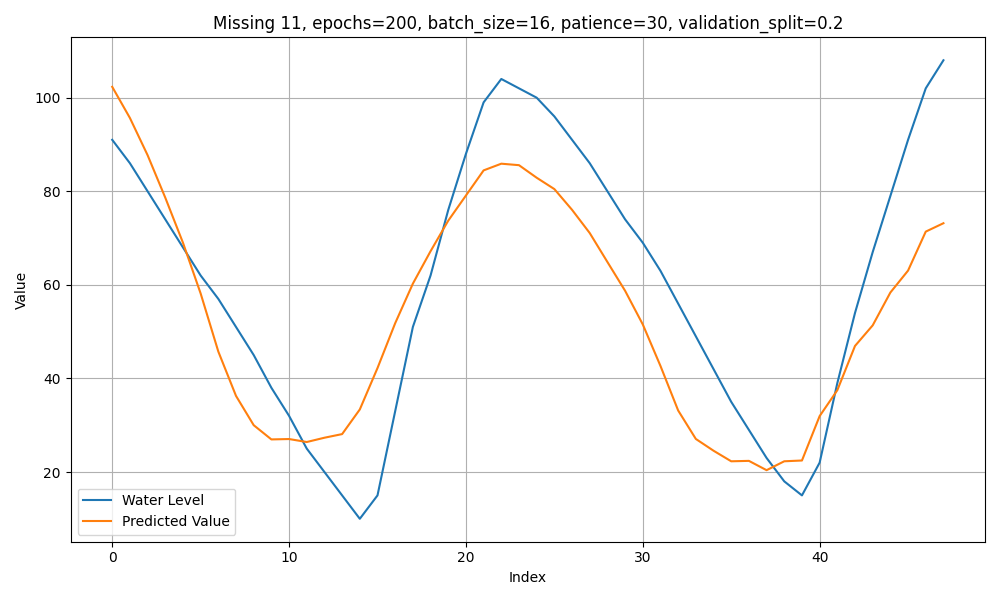 Missing 11, epochs=200, batch_size=16, patience=30, validation_split=0.2
Value
100
80
60
40
20
Water Level
Predicted Value
0 10 20 30 40
Index